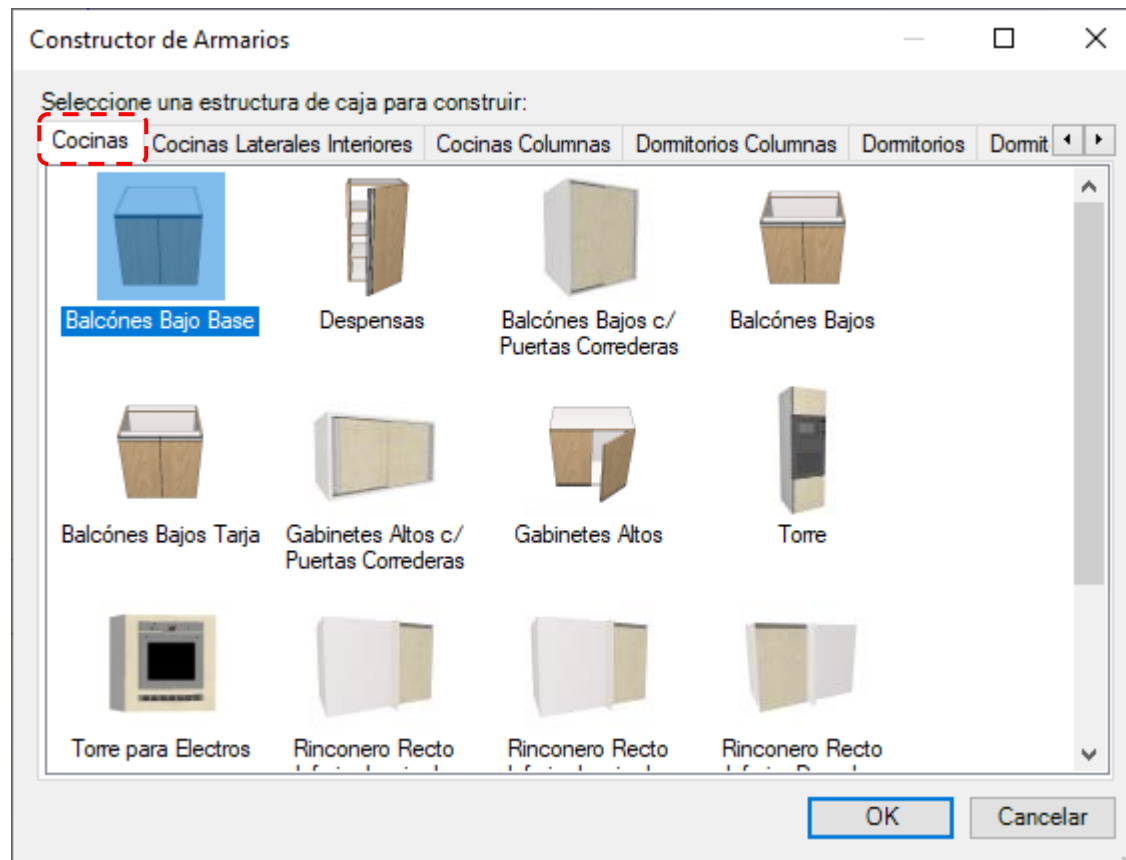 Constructor de Armarios
Seleccione una estructura de caja para construir:
Cocinas Cocinas Laterales Interiores Cocinas Columnas Dormitorios Columnas Dormitorios Dormit
Balcónes Bajo Base Despensas Balcónes Bajos c/ Balcónes Bajos
Puertas Correderas
Balcónes Bajos Tarja Gabinetes Altos c/ Gabinetes Altos Torre
Puertas Correderas
Torre para Electros Rinconero Recto Rinconero Recto Rinconero Recto
OK Cancelar